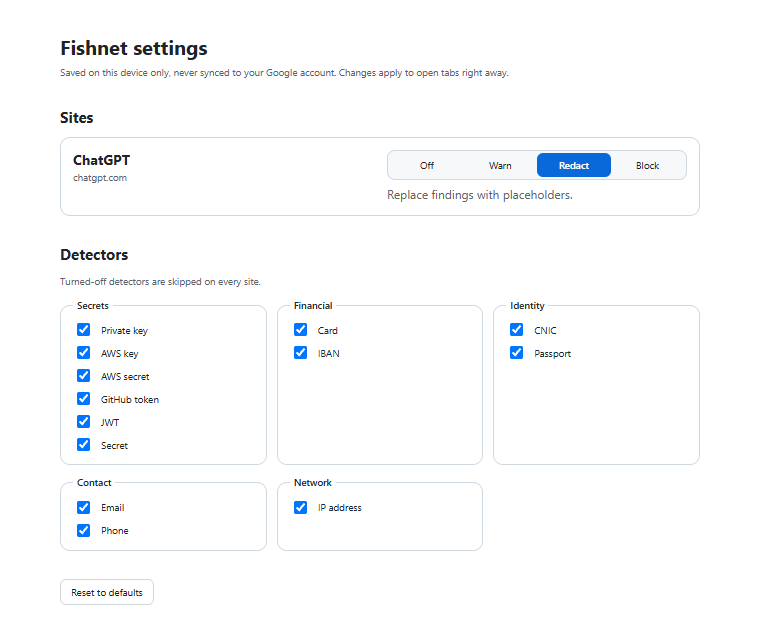 Fishnet settings
Saved on this device only, never synced to your Google account. Changes apply to open tabs right away.
Sites
ChatGPT
chatgpt.com
Off Warn Redact Block
Replace findings with placeholders.
Detectors
Turned-off detectors are skipped on every site.
Secrets
Private key
AWS key
AWS secret
GitHub token
JWT
Secret
Financial
Card
IBAN
Identity
CNIC
Passport
Contact
Email
Phone
Network
IP address
Reset to defaults